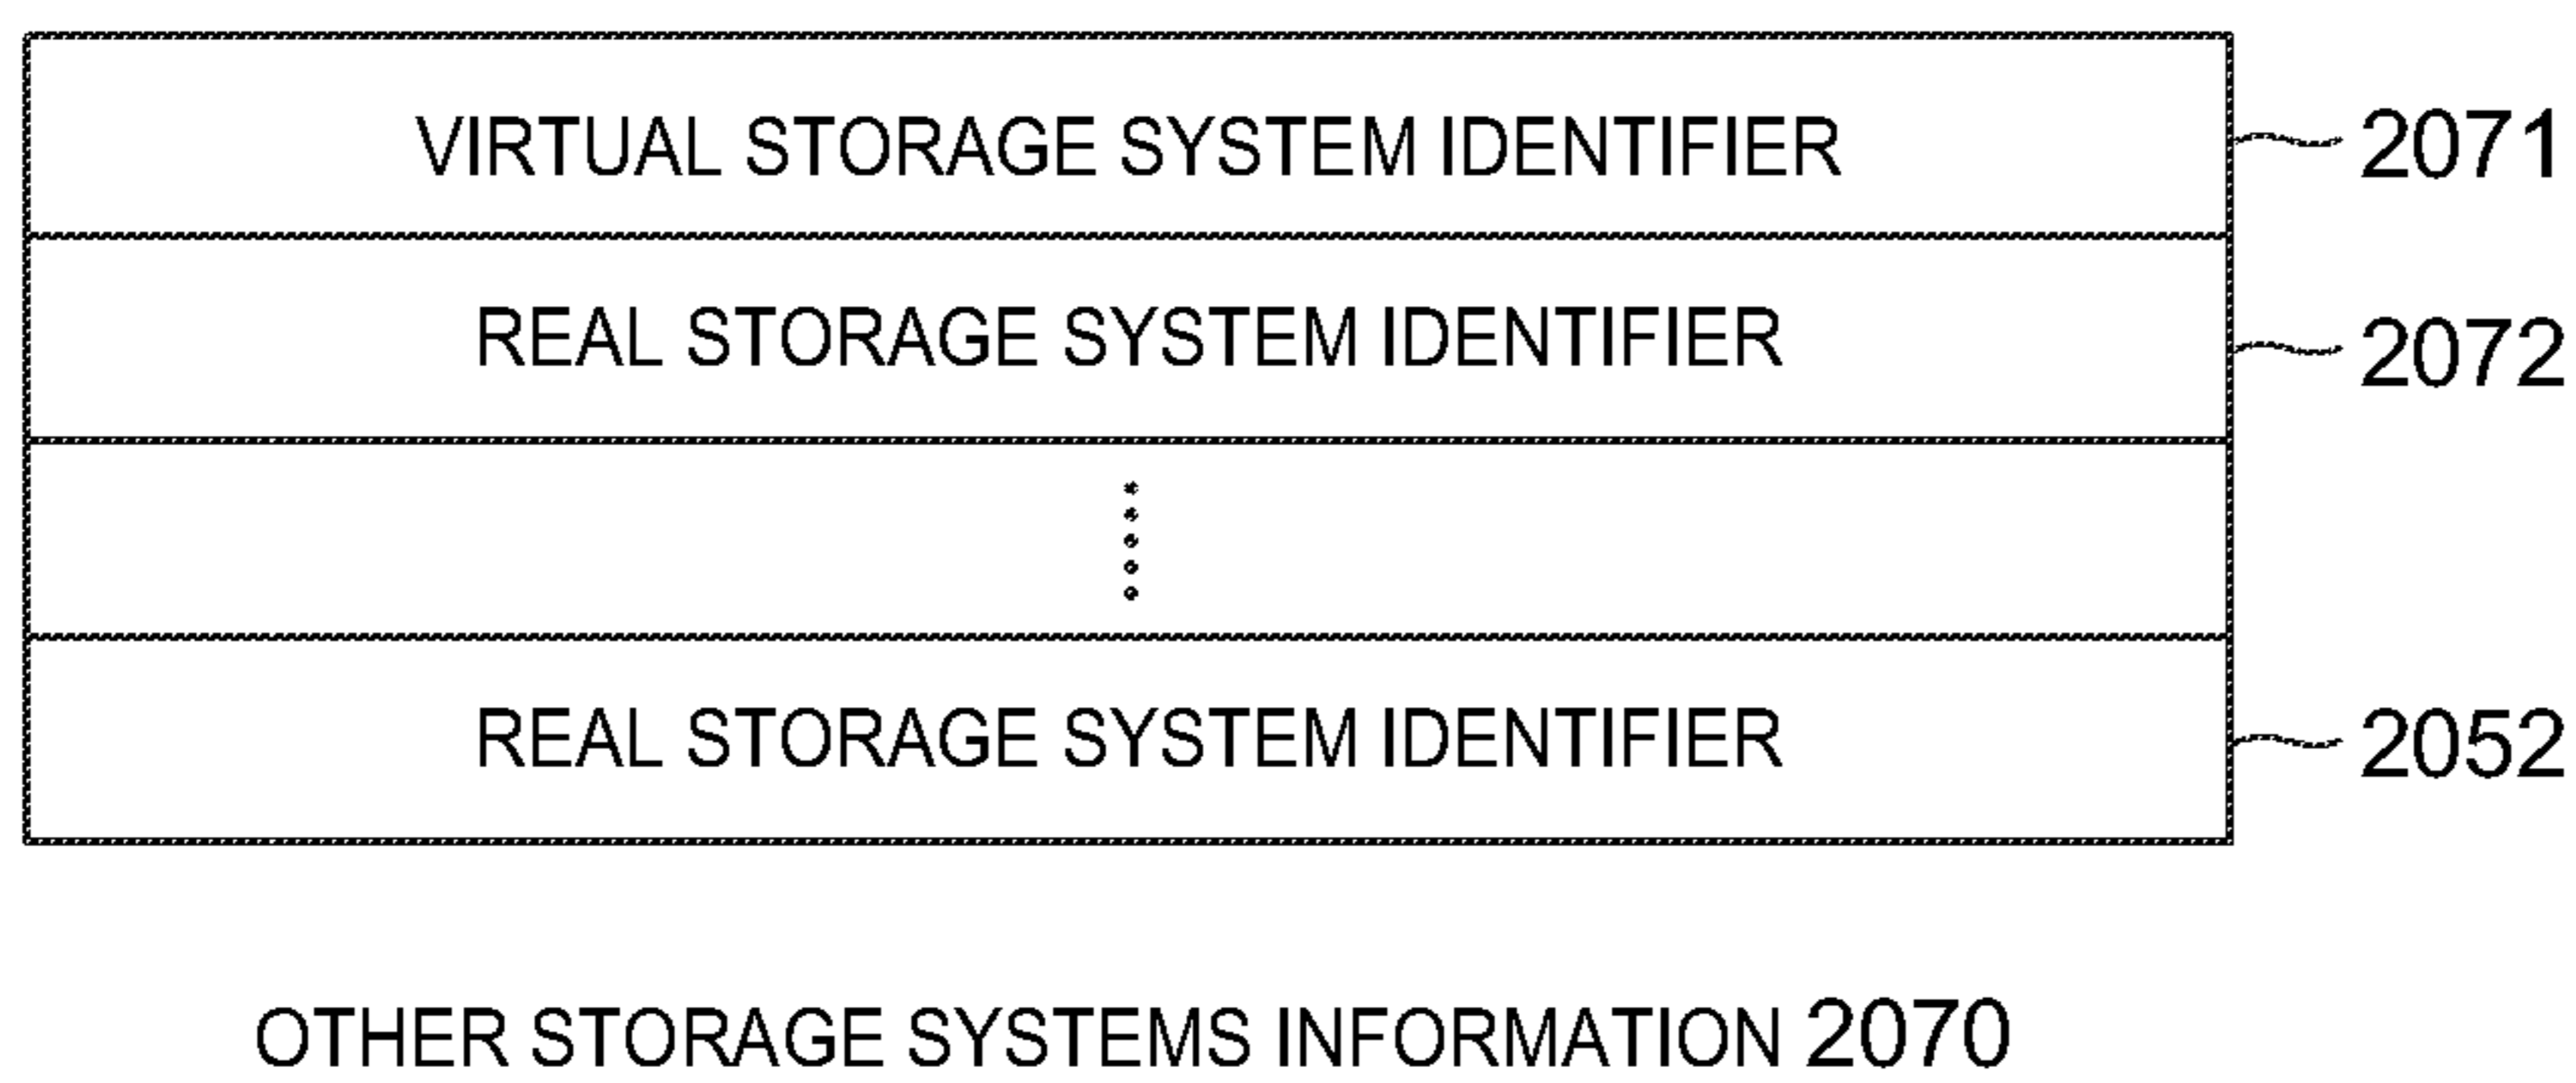 VIRTUAL STORAGE SYSTEM IDENTIFIER 2071
REAL STORAGE SYSTEM IDENTIFIER 2072
REAL STORAGE SYSTEM IDENTIFIER 2052
OTHER STORAGE SYSTEMS INFORMATION 2070